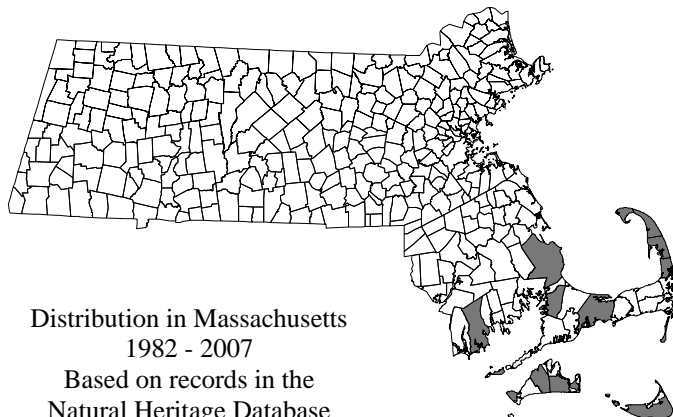 Distribution in Massachusetts
1982 - 2007
Based on records in the
Natural Heritage Database